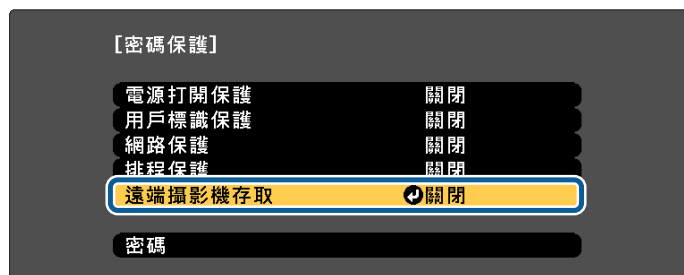 [密碼保護]
電源打開保護 關閉
用戶標識保護 關閉
網路保護 關閉
排程保護 關閉
遠端攝影機存取 關閉
密碼